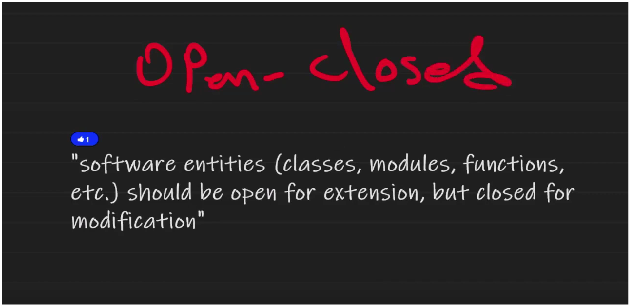 Open-Closed
1
"software entities (classes, modules, functions,
etc.) should be open for extension, but closed for
modification"